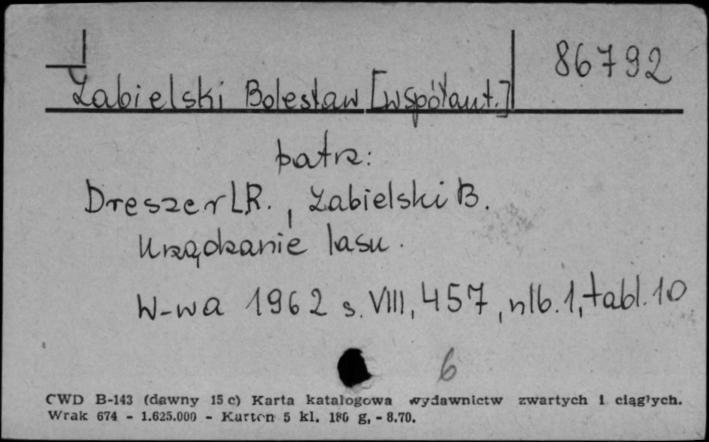 86792
Żabielski Bolesław [współaut.]
patrz:
Dreszer L.R., Żabielski B.
Urządzanie lasu.
W-wa 1962 s. VIII, 457, nlb. 1, tabl. 10
6
CWD B-143 (dawny 15 c) Karta katalogowa wydawnictw zwartych i ciągłych.
Wrak 674 - 1.625.000 - Karton 5 kl. 180 g, - 8.70.